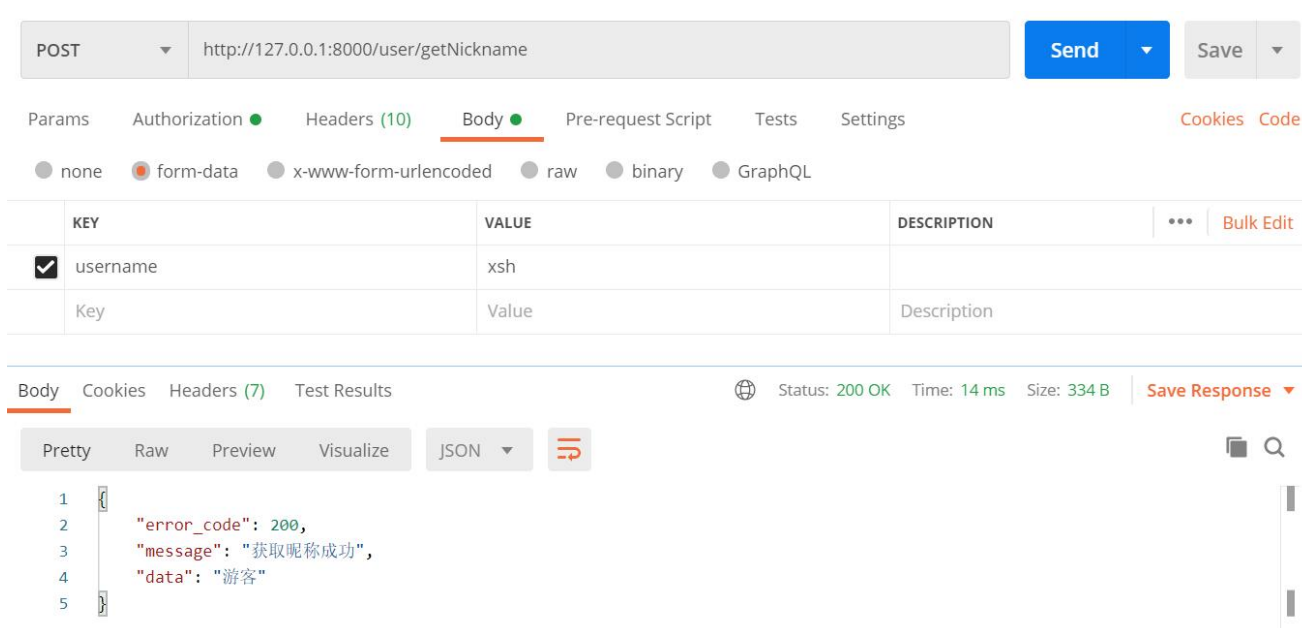 POST http://127.0.0.1:8000/user/getNickname Send Save
Params Authorization Headers (10) Body Pre-request Script Tests Settings Cookies Code
none form-data x-www-form-urlencoded raw binary GraphQL
KEY VALUE DESCRIPTION ••• Bulk Edit
username xsh
Key Value Description
Body Cookies Headers (7) Test Results Status: 200 OK Time: 14 ms Size: 334 B Save Response
Pretty Raw Preview Visualize JSON
1 {
2 "error_code": 200,
3 "message": "获取昵称成功",
4 "data": "游客"
5 }